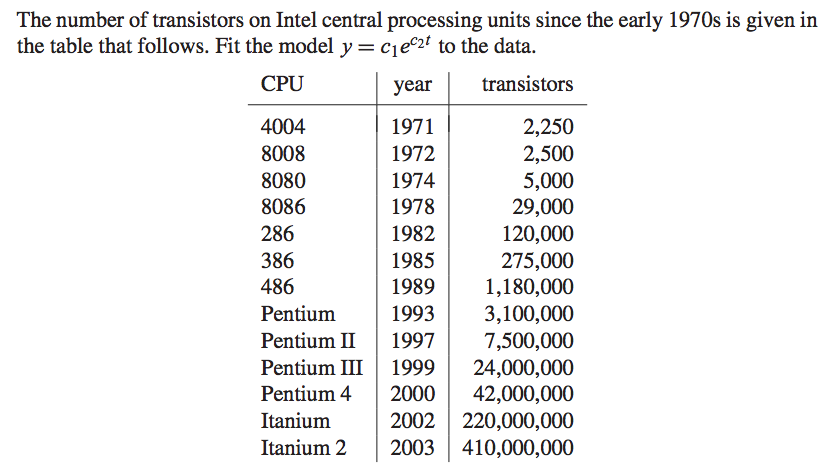 The number of transistors on Intel central processing units since the early 1970s is given in
the table that follows. Fit the model y = c₁e^{c₂t} to the data.
CPU year transistors
4004 1971 2,250
8008 1972 2,500
8080 1974 5,000
8086 1978 29,000
286 1982 120,000
386 1985 275,000
486 1989 1,180,000
Pentium 1993 3,100,000
Pentium II 1997 7,500,000
Pentium III 1999 24,000,000
Pentium 4 2000 42,000,000
Itanium 2002 220,000,000
Itanium 2 2003 410,000,000